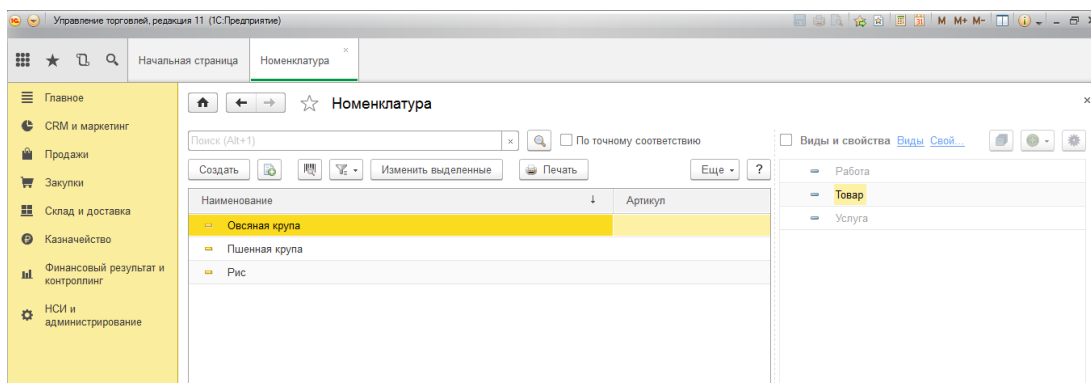 Управление торговлей, редакция 11 (1С:Предприятие)
M M+ M-
Начальная страница
Номенклатура
Главное
CRM и маркетинг
Продажи
Закупки
Склад и доставка
Казначейство
Финансовый результат и
контроллинг
НСИ и
администрирование
Номенклатура
Поиск (Alt+1)
По точному соответствию
Создать
Изменить выделенные
Печать
Еще
?
Наименование
Артикул
Овсяная крупа
Пшенная крупа
Рис
Виды и свойства Виды Свой...
Работа
Товар
Услуга